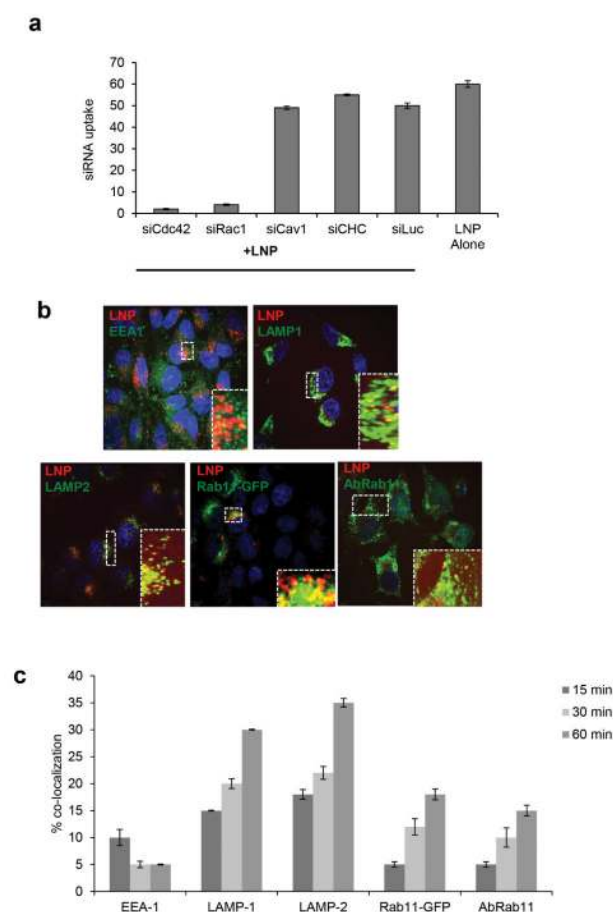 a
siRNA uptake
70
60
50
40
30
20
10
0
siCdc42 siRac1 siCav1 siCHC siLuc LNP Alone
+LNP
b
LNP
EEA1
LNP
LAMP1
LNP
LAMP2
LNP
Rab11-GFP
LNP
AbRab11
c
% co-localization
40
35
30
25
20
15
10
5
0
EEA-1 LAMP-1 LAMP-2 Rab11-GFP AbRab11
15 min
30 min
60 min